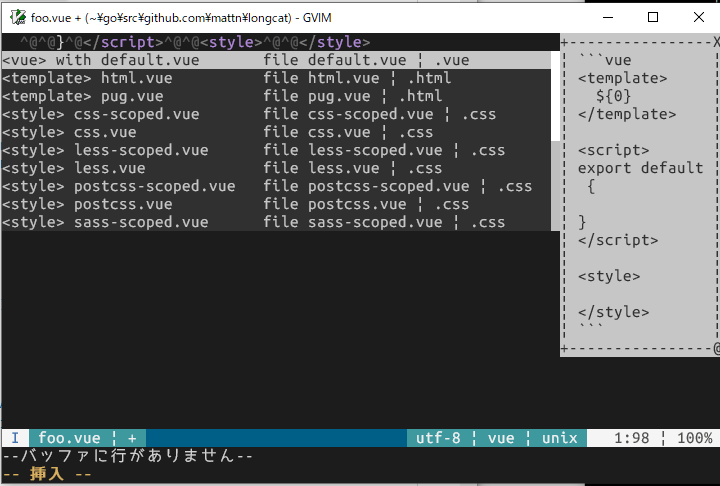 foo.vue + (~¥go¥src¥github.com¥mattn¥longcat) - GVIM
^@^@}^@</script>^@^@<style>^@^@</style>
<vue> with default.vue file default.vue ¦ .vue
<template> html.vue file html.vue ¦ .html
<template> pug.vue file pug.vue ¦ .html
<style> css-scoped.vue file css-scoped.vue ¦ .css
<style> css.vue file css.vue ¦ .css
<style> less-scoped.vue file less-scoped.vue ¦ .css
<style> less.vue file less.vue ¦ .css
<style> postcss-scoped.vue file postcss-scoped.vue ¦ .css
<style> postcss.vue file postcss.vue ¦ .css
<style> sass-scoped.vue file sass-scoped.vue ¦ .css
+----------------X
¦ ```vue
¦ <template>
¦   ${0}
¦ </template>
¦
¦ <script>
¦ export default
¦  {
¦
¦ }
¦ </script>
¦
¦ <style>
¦
¦ </style>
¦ ```
+----------------@
I foo.vue ¦ + utf-8 ¦ vue ¦ unix 1:98 ¦ 100%
--バッファに行がありません--
-- 挿入 --